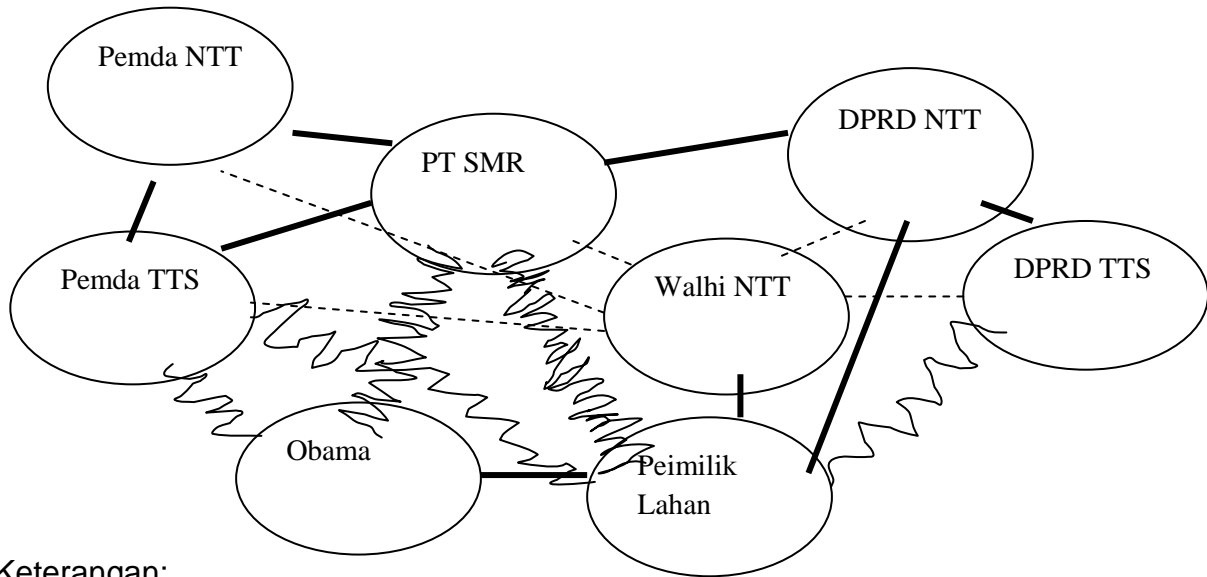 Pemda NTT
DPRD NTT
PT SMR
Pemda TTS
Walhi NTT
DPRD TTS
Obama
Peimilik
Lahan
Keterangan: